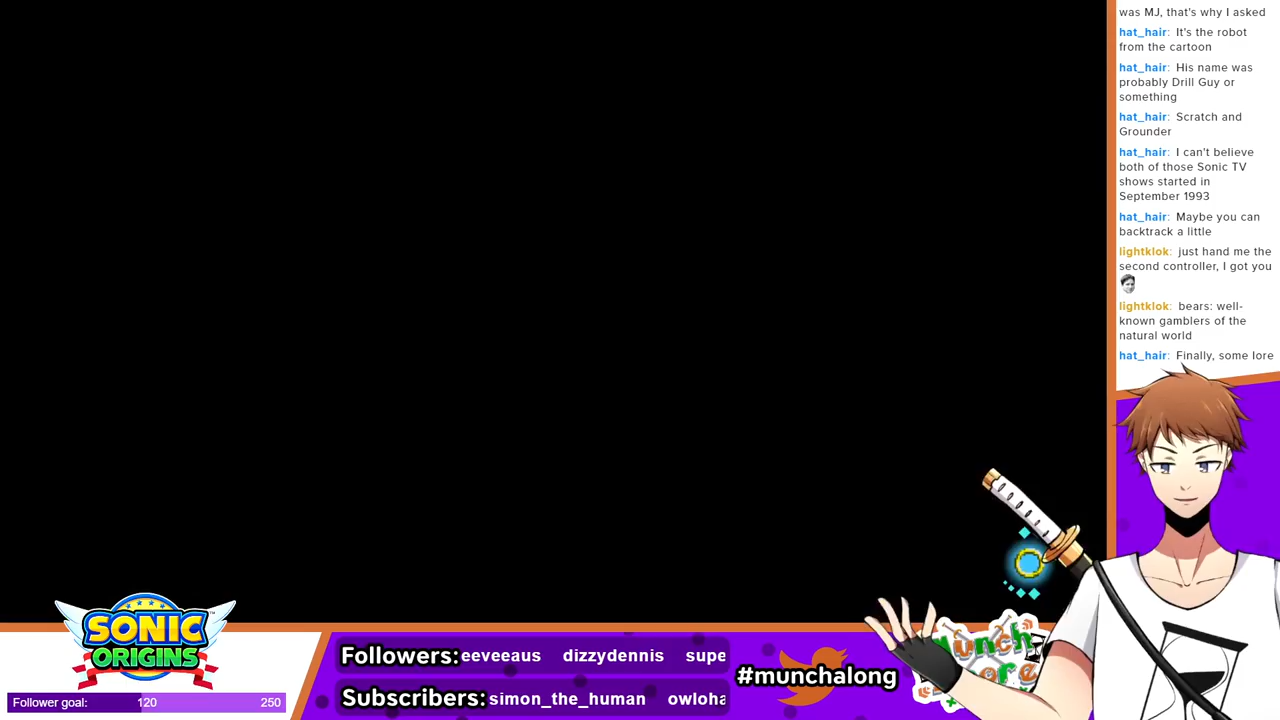 was MJ, that's why I asked
hat_hair: It's the robot
from the cartoon
hat_hair: His name was
probably Drill Guy or
something
hat_hair: Scratch and
Grounder
hat_hair: I can't believe
both of those Sonic TV
shows started in
September 1993
hat_hair: Maybe you can
backtrack a little
lightklok: just hand me the
second controller, I got you
lightklok: bears: well-
known gamblers of the
natural world
hat_hair: Finally, some lore
SONIC
ORIGINS
Follower goal: 120 250
Followers: eeveeaus dizzydennis supe
Subscribers: simon_the_human owloha
#munchalong
Munch